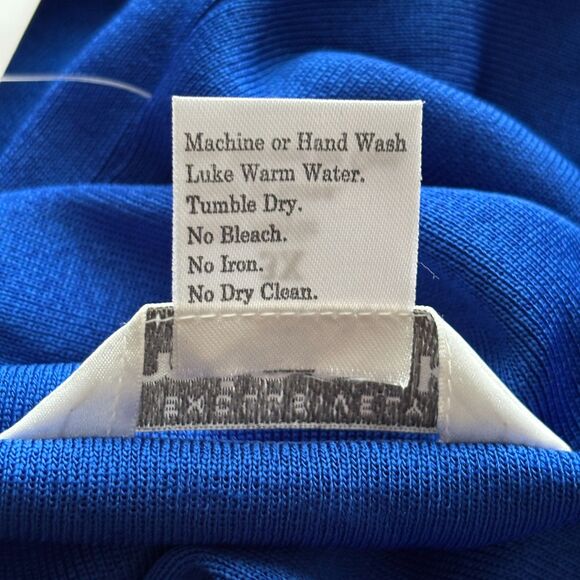 Machine or Hand Wash
Luke Warm Water.
Tumble Dry.
No Bleach.
No Iron.
No Dry Clean.